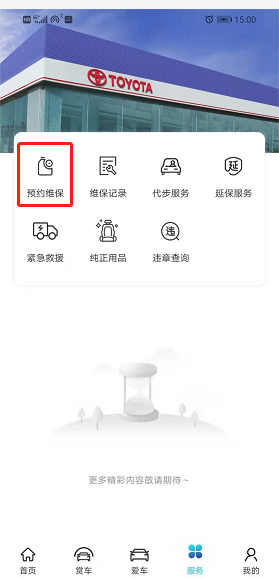 15:00
TOYOTA
预约维保 维保记录 代步服务 延保服务
延
紧急救援 纯正用品 违章查询
违
更多精彩内容敬请期待~
首页 赏车 爱车 服务 我的